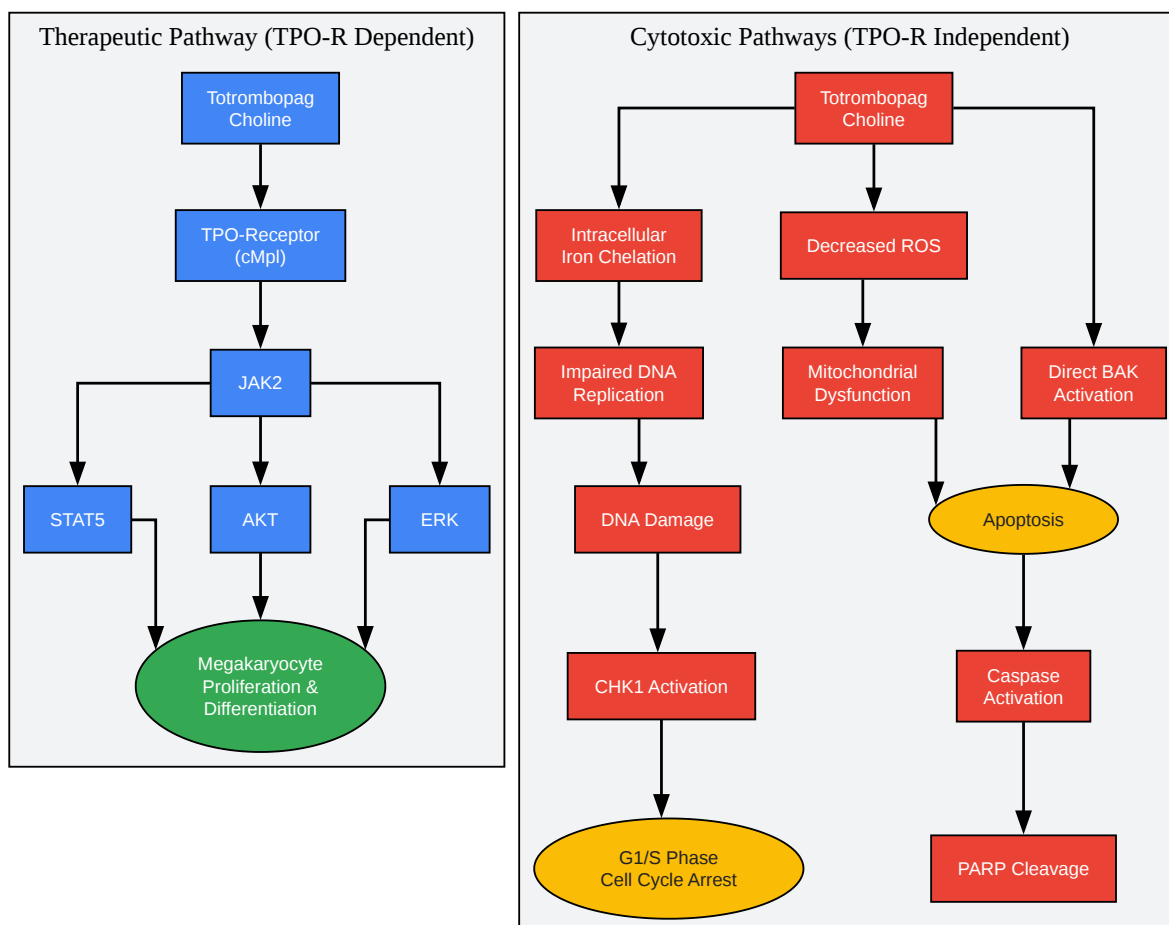 Therapeutic Pathway (TPO-R Dependent)
Totrombopag
Choline
TPO-Receptor
(cMpl)
JAK2
STAT5
AKT
ERK
Megakaryocyte
Proliferation &
Differentiation
Cytotoxic Pathways (TPO-R Independent)
Totrombopag
Choline
Intracellular
Iron Chelation
Decreased ROS
Impaired DNA
Replication
Mitochondrial
Dysfunction
Direct BAK
Activation
DNA Damage
Apoptosis
CHK1 Activation
Caspase
Activation
G1/S Phase
Cell Cycle Arrest
PARP Cleavage